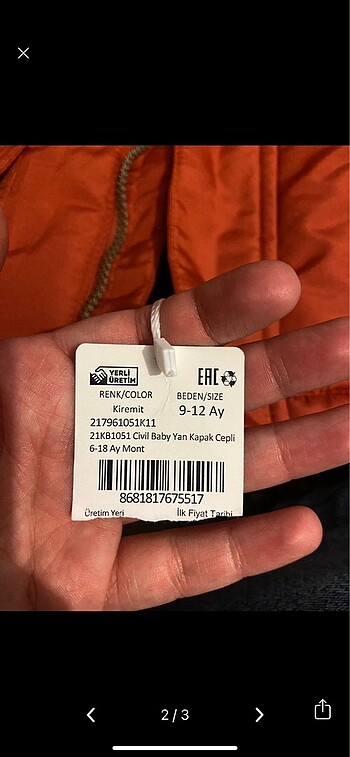 YERLİ
ÜRETİM
EAC
RENK/COLOR
BEDEN/SIZE
Kiremit
9-12 Ay
217961051K11
21KB1051 Civil Baby Yan Kapak Cepli
6-18 Ay Mont
8681817675517
Üretim Yeri
İlk Fiyat Tarihi
2 / 3